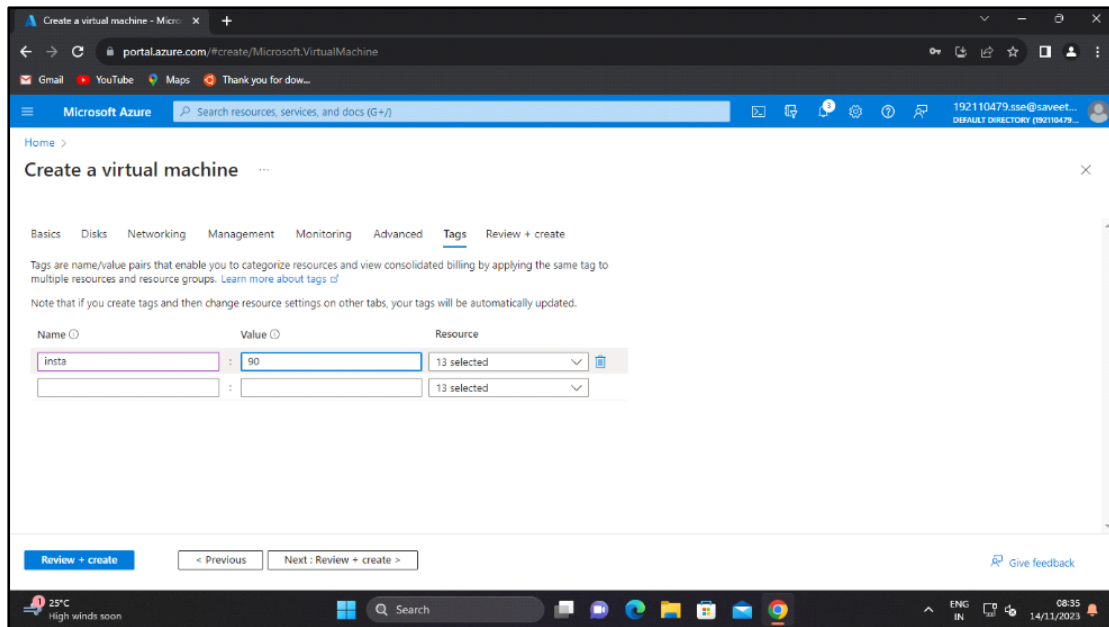 Create a virtual machine - Micro
portal.azure.com/#create/Microsoft.VirtualMachine
Gmail YouTube Maps Thank you for dow...
Microsoft Azure Search resources, services, and docs (G+/) 3 192110479.sse@saveet...
DEFAULT DIRECTORY (192110479...
Home >
Create a virtual machine ...
Basics Disks Networking Management Monitoring Advanced Tags Review + create
Tags are name/value pairs that enable you to categorize resources and view consolidated billing by applying the same tag to
multiple resources and resource groups. Learn more about tags
Note that if you create tags and then change resource settings on other tabs, your tags will be automatically updated.
Name Value Resource
insta : 90 13 selected
: 13 selected
Review + create < Previous Next : Review + create > Give feedback
1 25°C
High winds soon
Search
ENG
IN
08:35
14/11/2023